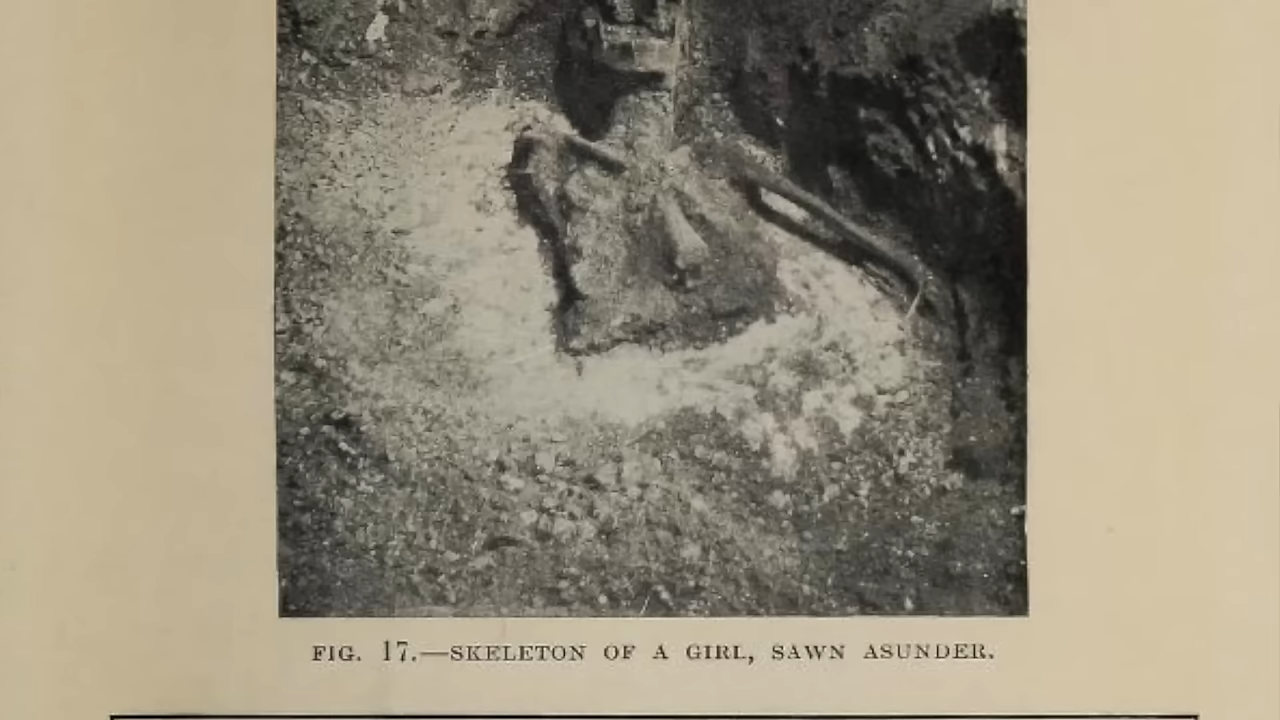 FIG. 17.—SKELETON OF A GIRL, SAWN ASUNDER.